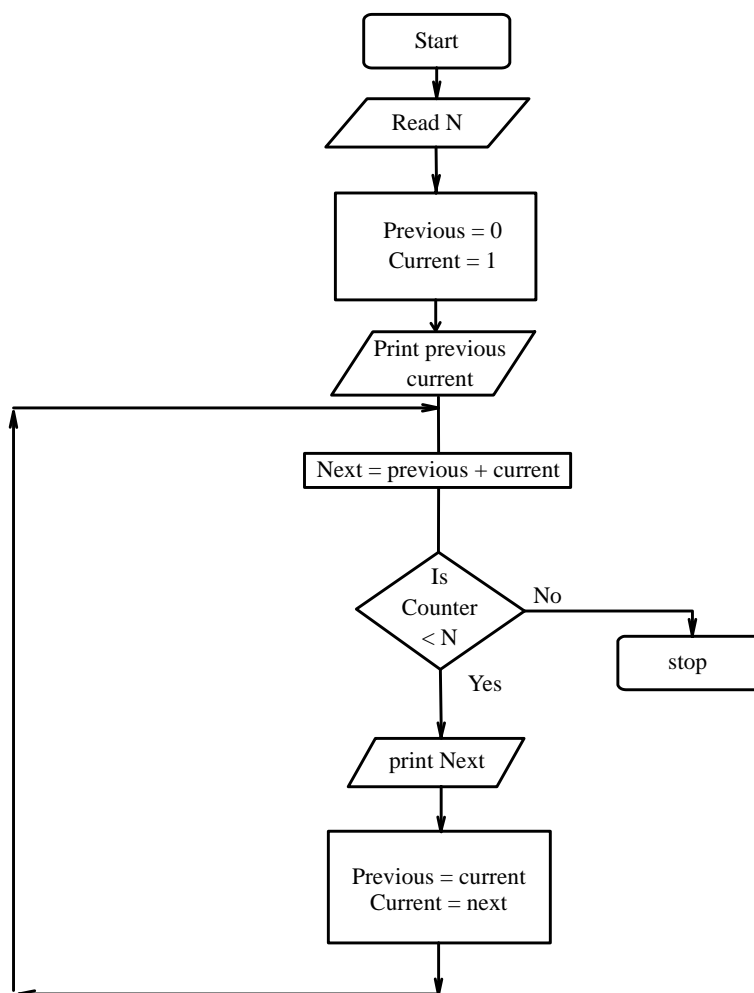 Start
Read N
Previous = 0
Current = 1
Print previous
current
Next = previous + current
Is
Counter
< N
No
stop
Yes
print Next
Previous = current
Current = next